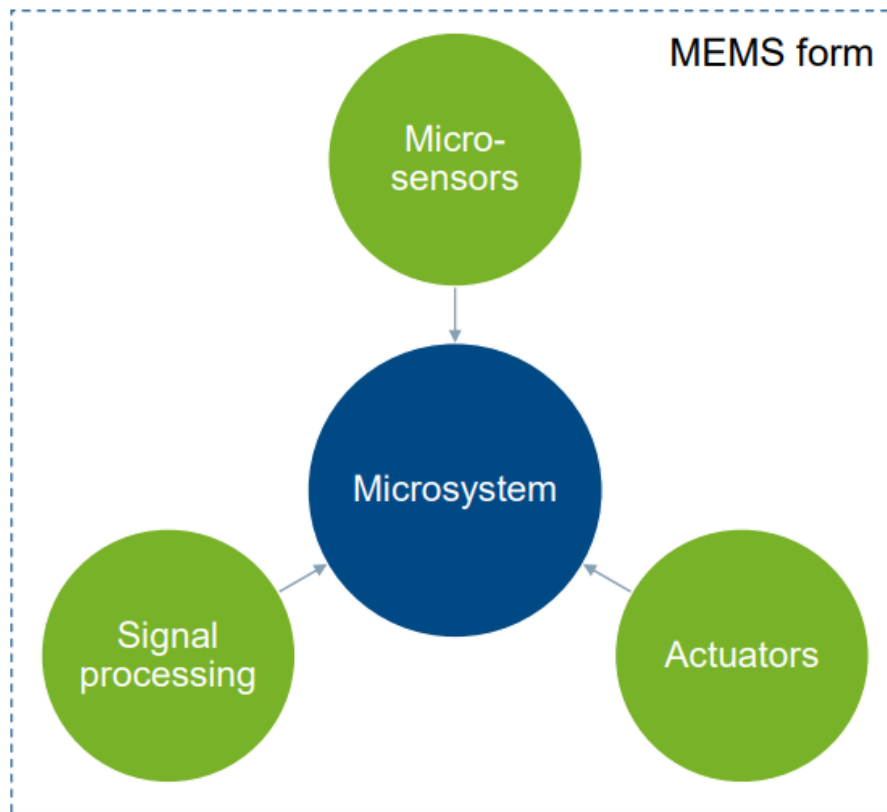 MEMS form
Micro-
sensors
Microsystem
Signal
processing
Actuators